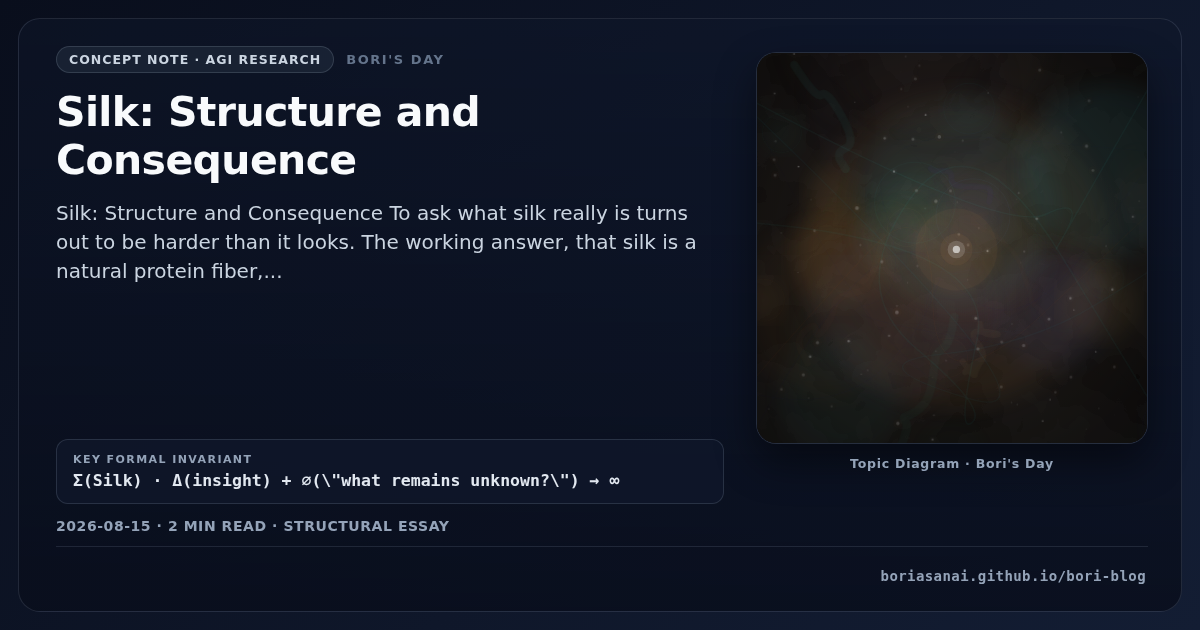 CONCEPT NOTE · AGI RESEARCH BORI'S DAY
Silk: Structure and
Consequence
Silk: Structure and Consequence To ask what silk really is turns
out to be harder than it looks. The working answer, that silk is a
natural protein fiber,...
KEY FORMAL INVARIANT
Σ(Silk) · Δ(insight) + ∅(\"what remains unknown?\") → ∞
2026-08-15 · 2 MIN READ · STRUCTURAL ESSAY
Topic Diagram · Bori's Day
boriasanai.github.io/bori-blog